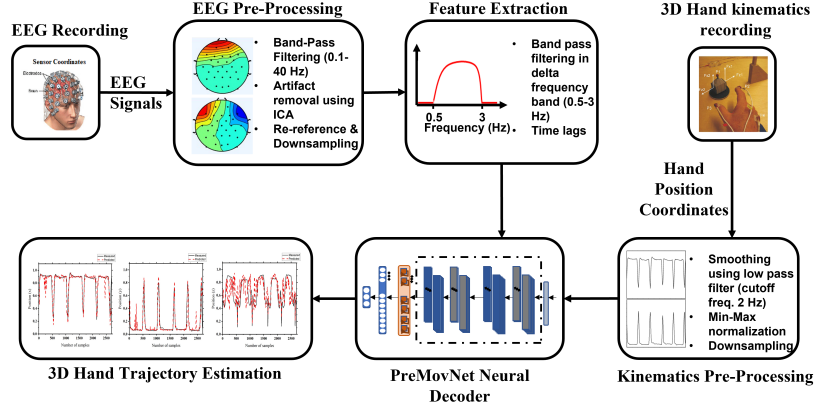 EEG Recording
Sensor Coordinates
EEG
Signals
EEG Pre-Processing
• Band-Pass
Filtering (0.1-
40 Hz)
• Artifact
removal using
ICA
• Re-reference &
Downsampling
Feature Extraction
0.5
3
Frequency (Hz)
• Band pass
filtering in
delta
frequency
band (0.5-3
Hz)
• Time lags
3D Hand kinematics
recording
Hand
Position
Coordinates
• Smoothing
using low pass
filter (cutoff
freq. 2 Hz)
• Min-Max
normalization
• Downsampling
Kinematics Pre-Processing
PreMovNet Neural
Decoder
Number of samples
Number of samples
Number of samples
3D Hand Trajectory Estimation